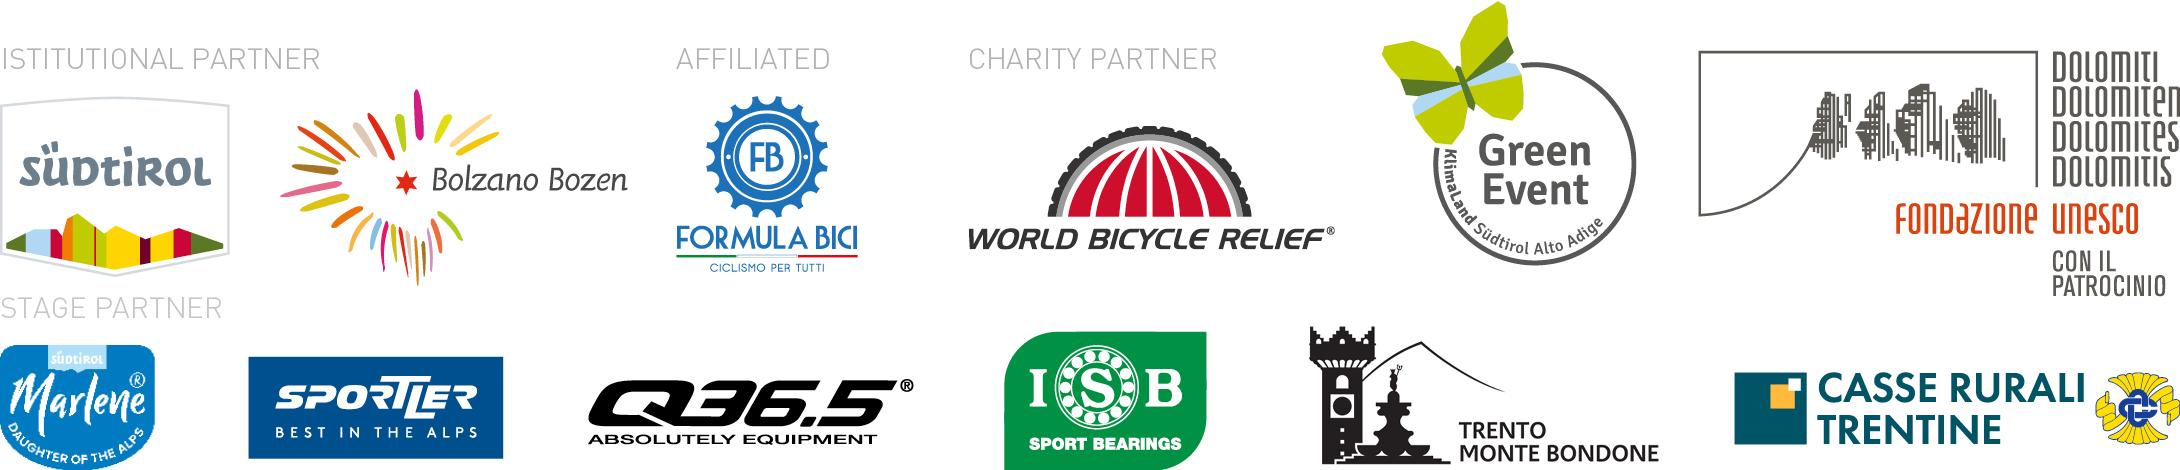 ISTITUTIONAL PARTNER
AFFILIATED
CHARITY PARTNER
SÜDTIROL
Bolzano Bozen
FB
FORMULA BICI
CICLISMO PER TUTTI
WORLD BICYCLE RELIEF®
Green
Event
KlimaLand Südtirol Alto Adige
DOLOMITI
DOLOMITEN
DOLOMITES
DOLOMITIS
FONDAZIONE UNESCO
CON IL
PATROCINIO
STAGE PARTNER
SÜDTIROL
Marlene®
DAUGHTER OF THE ALPS
SPORTLER
BEST IN THE ALPS
Q36.5®
ABSOLUTELY EQUIPMENT
ISB
SPORT BEARINGS
TRENTO
MONTE BONDONE
CASSE RURALI
TRENTINE